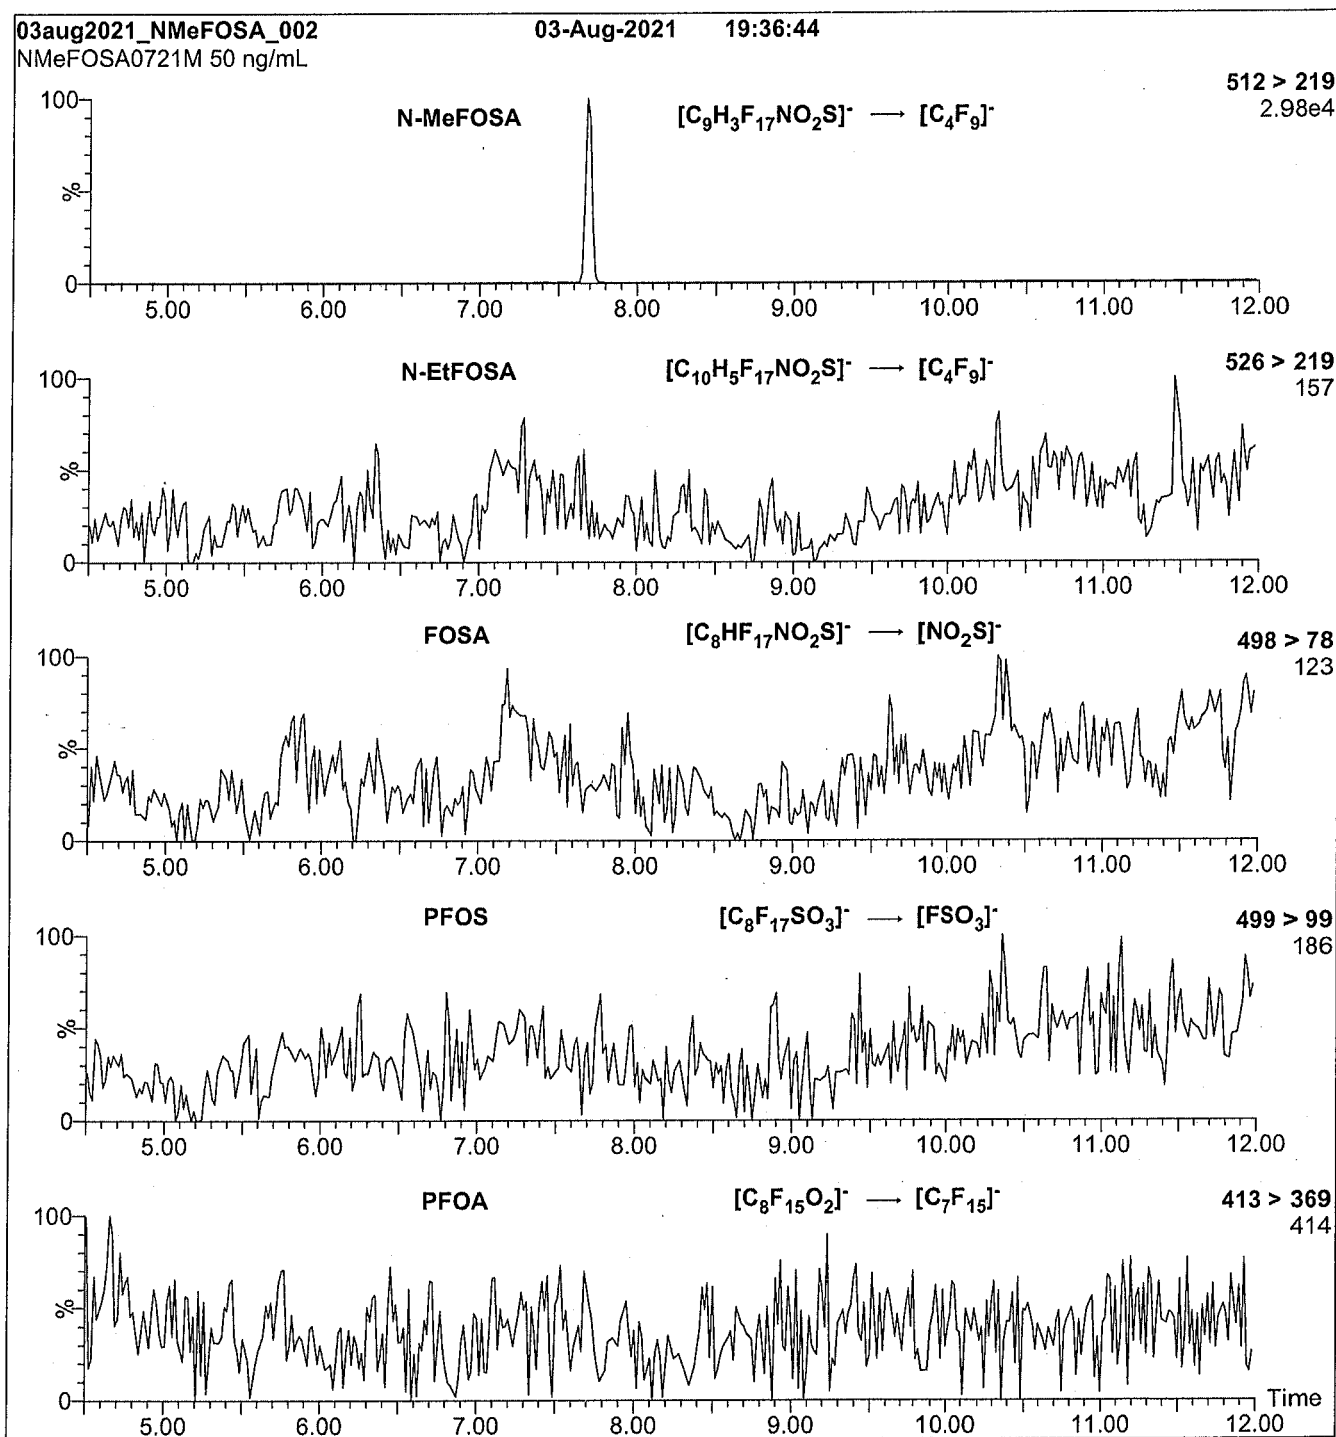 03aug2021_NMeFOSA_002 03-Aug-2021 19:36:44
NMeFOSA0721M 50 ng/mL
512 > 219
2.98e4
N-MeFOSA [C₉H₃F₁₇NO₂S]⁻ → [C₄F₉]⁻
100
%
0
5.00 6.00 7.00 8.00 9.00 10.00 11.00 12.00
526 > 219
157
N-EtFOSA [C₁₀H₅F₁₇NO₂S]⁻ → [C₄F₉]⁻
100
%
0
5.00 6.00 7.00 8.00 9.00 10.00 11.00 12.00
498 > 78
123
FOSA [C₈HF₁₇NO₂S]⁻ → [NO₂S]⁻
100
%
0
5.00 6.00 7.00 8.00 9.00 10.00 11.00 12.00
499 > 99
186
PFOS [C₈F₁₇SO₃]⁻ → [FSO₃]⁻
100
%
0
5.00 6.00 7.00 8.00 9.00 10.00 11.00 12.00
413 > 369
414
PFOA [C₈F₁₅O₂]⁻ → [C₇F₁₅]⁻
100
%
0
Time
5.00 6.00 7.00 8.00 9.00 10.00 11.00 12.00